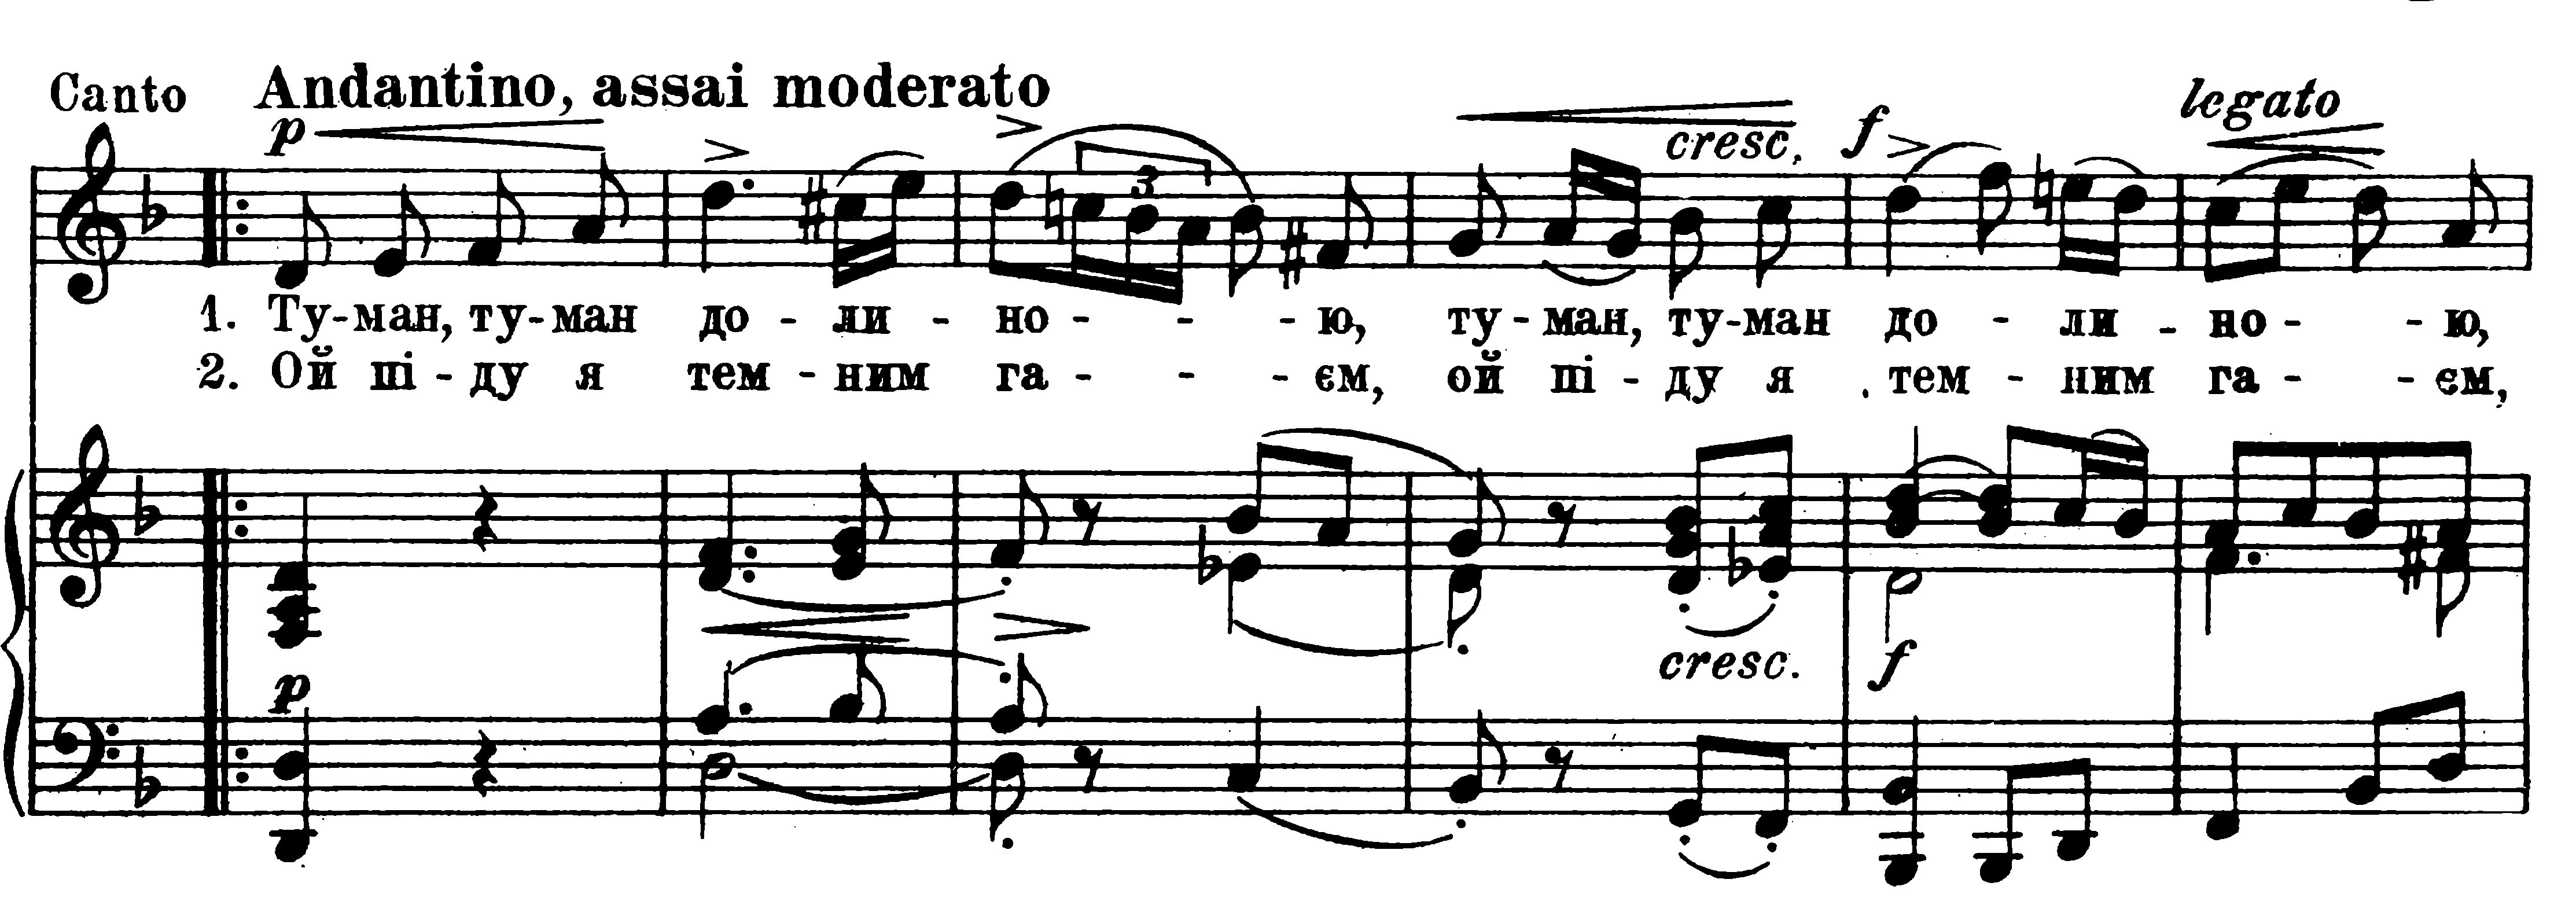 Canto Andantino, assai moderato
p legato
cresc. f
3
1. Ту-ман, ту-ман до - ли - но - - - ю, ту - ман, ту-ман до - ли - но - - ю,
2. Ой пі - ду я тем - ним га - - - єм, ой пі - ду я тем - ним га - - єм,
p cresc. f